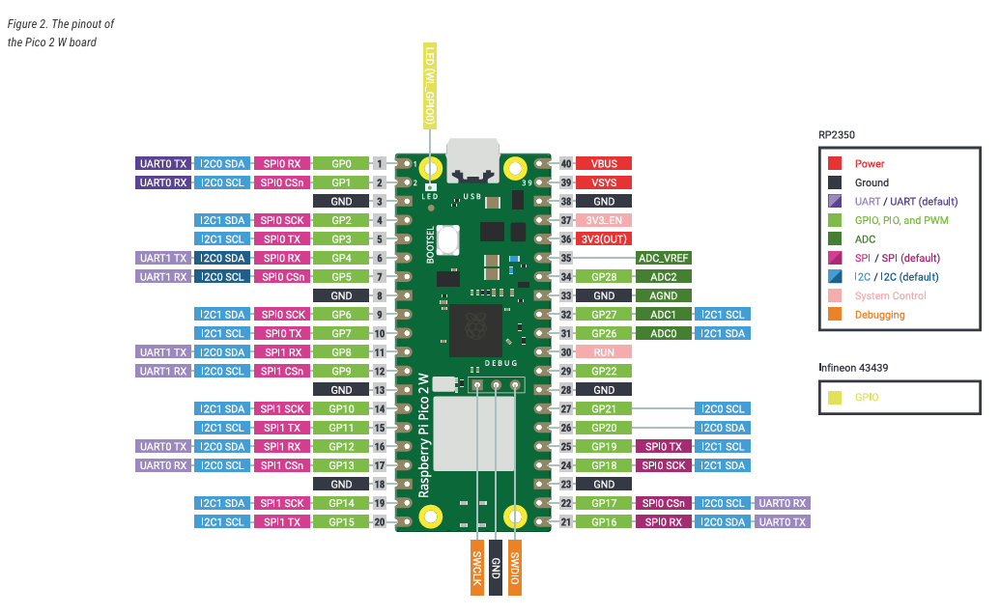 Figure 2. The pinout of
the Pico 2 W board
LED (WL_GPIO0)
UART0 TX I2C0 SDA SPI0 RX GP0 1 1 40 VBUS
UART0 RX I2C0 SCL SPI0 CSn GP1 2 2 39 39 VSYS
LED USB
GND 3 38 GND
I2C1 SDA SPI0 SCK GP2 4 37 3V3_EN
I2C1 SCL SPI0 TX GP3 5 36 3V3(OUT)
BOOTSEL
UART1 TX I2C0 SDA SPI0 RX GP4 6 35 ADC_VREF
UART1 RX I2C0 SCL SPI0 CSn GP5 7 34 GP28 ADC2
GND 8 33 GND AGND
I2C1 SDA SPI0 SCK GP6 9 32 GP27 ADC1 I2C1 SCL
I2C1 SCL SPI0 TX GP7 10 31 GP26 ADC0 I2C1 SDA
UART1 TX I2C0 SDA SPI1 RX GP8 11 30 RUN
DEBUG
UART1 RX I2C0 SCL SPI1 CSn GP9 12 29 GP22
GND 13 28 GND
I2C1 SDA SPI1 SCK GP10 14 27 GP21 I2C0 SCL
I2C1 SCL SPI1 TX GP11 15 26 GP20 I2C0 SDA
UART0 TX I2C0 SDA SPI1 RX GP12 16 25 GP19 SPI0 TX I2C1 SCL
UART0 RX I2C0 SCL SPI1 CSn GP13 17 24 GP18 SPI0 SCK I2C1 SDA
Raspberry Pi Pico 2 W
GND 18 23 GND
I2C1 SDA SPI1 SCK GP14 19 22 GP17 SPI0 CSn I2C0 SCL UART0 RX
I2C1 SCL SPI1 TX GP15 20 21 GP16 SPI0 RX I2C0 SDA UART0 TX
SWCLK
GND
SWDIO
RP2350
Power
Ground
UART / UART (default)
GPIO, PIO, and PWM
ADC
SPI / SPI (default)
I2C / I2C (default)
System Control
Debugging
Infineon 43439
GPIO